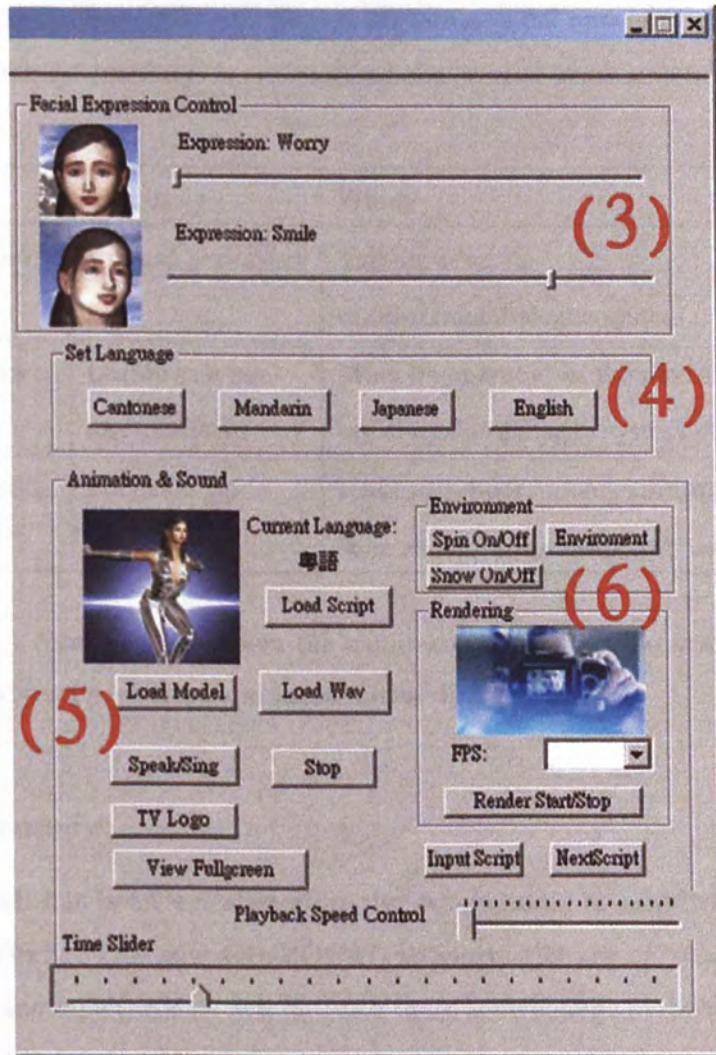 Facial Expression Control
Expression: Worry
(3)
Expression: Smile
Set Language
Cantonese Mandarin Japanese English
(4)
Animation & Sound
Current Language:
粵語
Load Script
Load Model
Load Wav
(5)
Speak/Sing
Stop
TV Logo
View Fullscreen
Environment
Spin On/Off Enviroment
Snow On/Off
(6)
Rendering
FPS:
Render Start/Stop
Input Script NextScript
Playback Speed Control
Time Slider